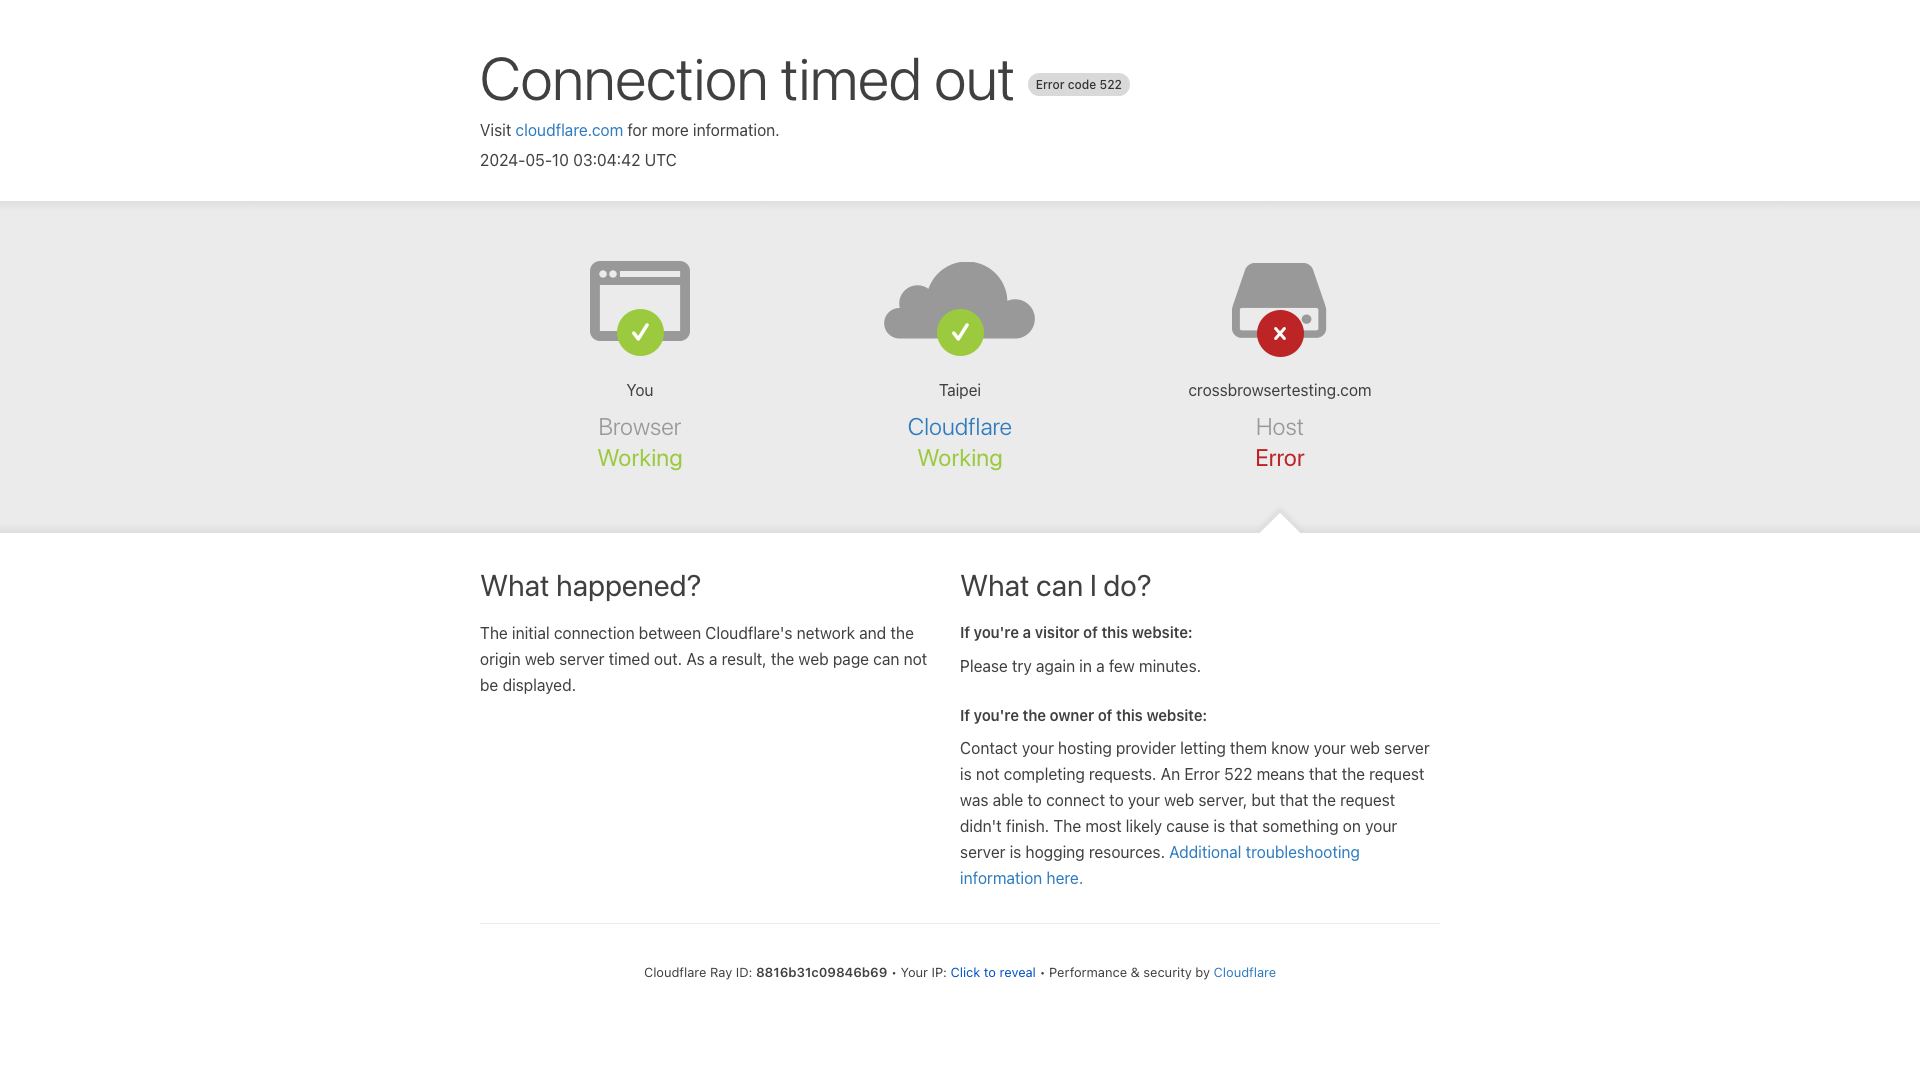 Connection timed out Error code 522
Visit cloudflare.com for more information.
2024-05-10 03:04:42 UTC
You
Browser
Working
Taipei
Cloudflare
Working
crossbrowsertesting.com
Host
Error
What happened?
The initial connection between Cloudflare's network and the
origin web server timed out. As a result, the web page can not
be displayed.
What can I do?
If you're a visitor of this website:
Please try again in a few minutes.
If you're the owner of this website:
Contact your hosting provider letting them know your web server
is not completing requests. An Error 522 means that the request
was able to connect to your web server, but that the request
didn't finish. The most likely cause is that something on your
server is hogging resources. Additional troubleshooting
information here.
Cloudflare Ray ID: 8816b31c09846b69 • Your IP: Click to reveal • Performance & security by Cloudflare